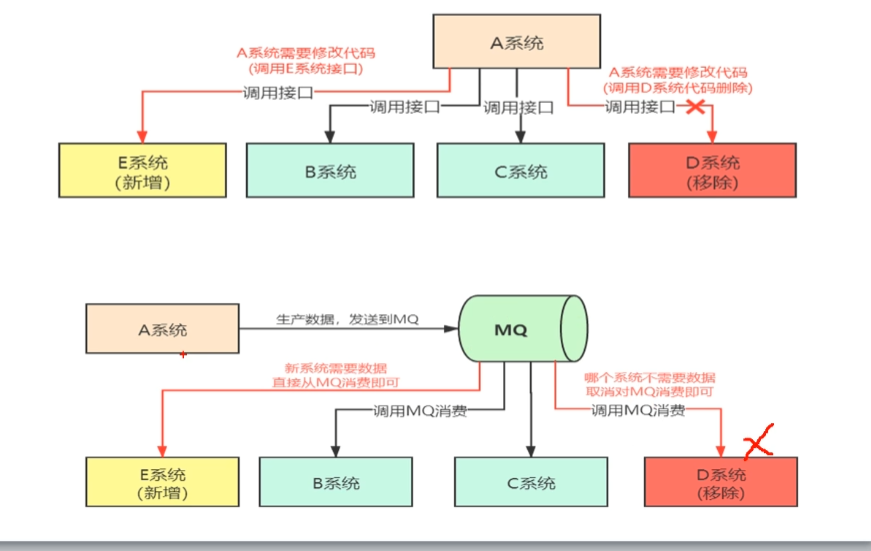 A系统
A系统需要修改代码
(调用E系统接口)
A系统需要修改代码
(调用D系统代码删除)
调用接口
调用接口
调用接口
调用接口
E系统
(新增)
B系统
C系统
D系统
(移除)
A系统
生产数据，发送到MQ
MQ
新系统需要数据
直接从MQ消费即可
哪个系统不需要数据
取消对MQ消费即可
调用MQ消费
调用MQ消费
E系统
(新增)
B系统
C系统
D系统
(移除)